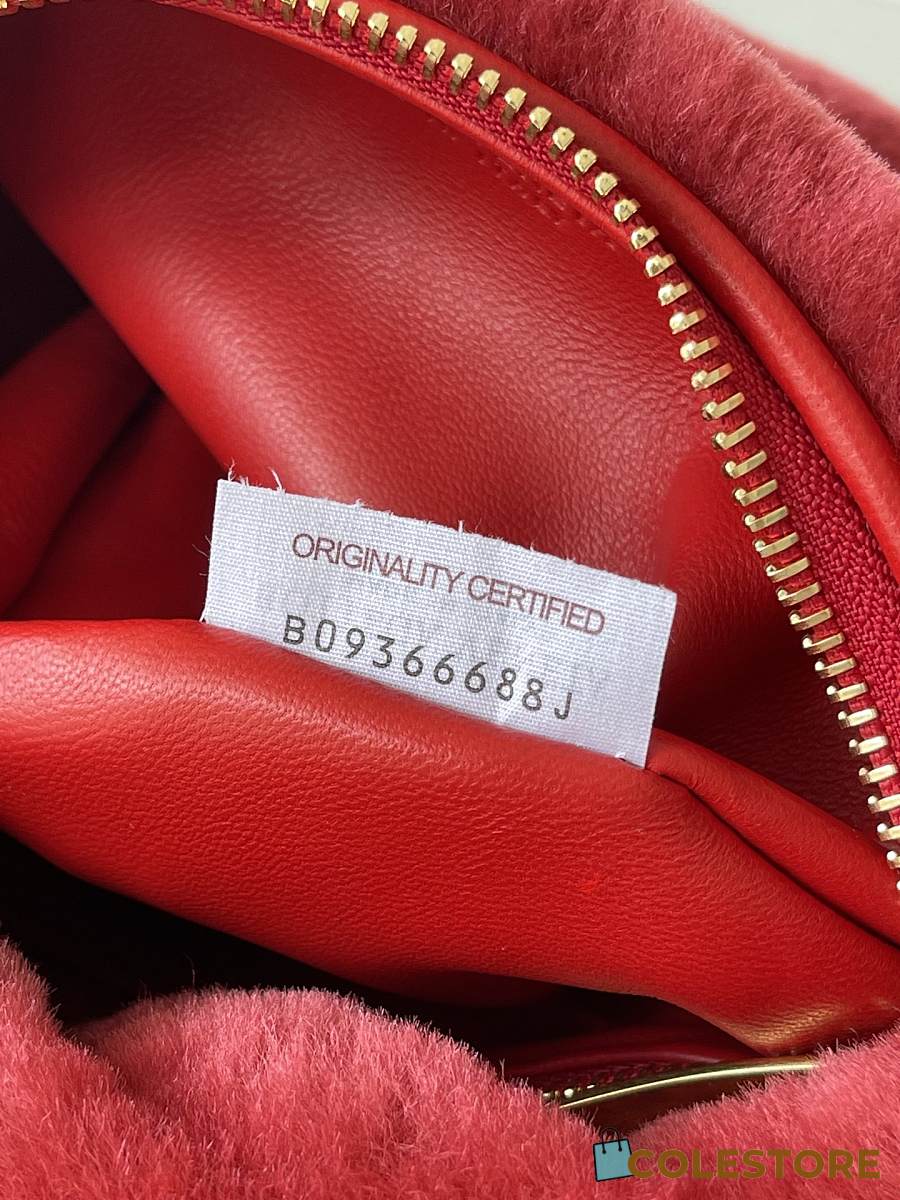 ORIGINALITY CERTIFIED
B09366688J
COLESTORE